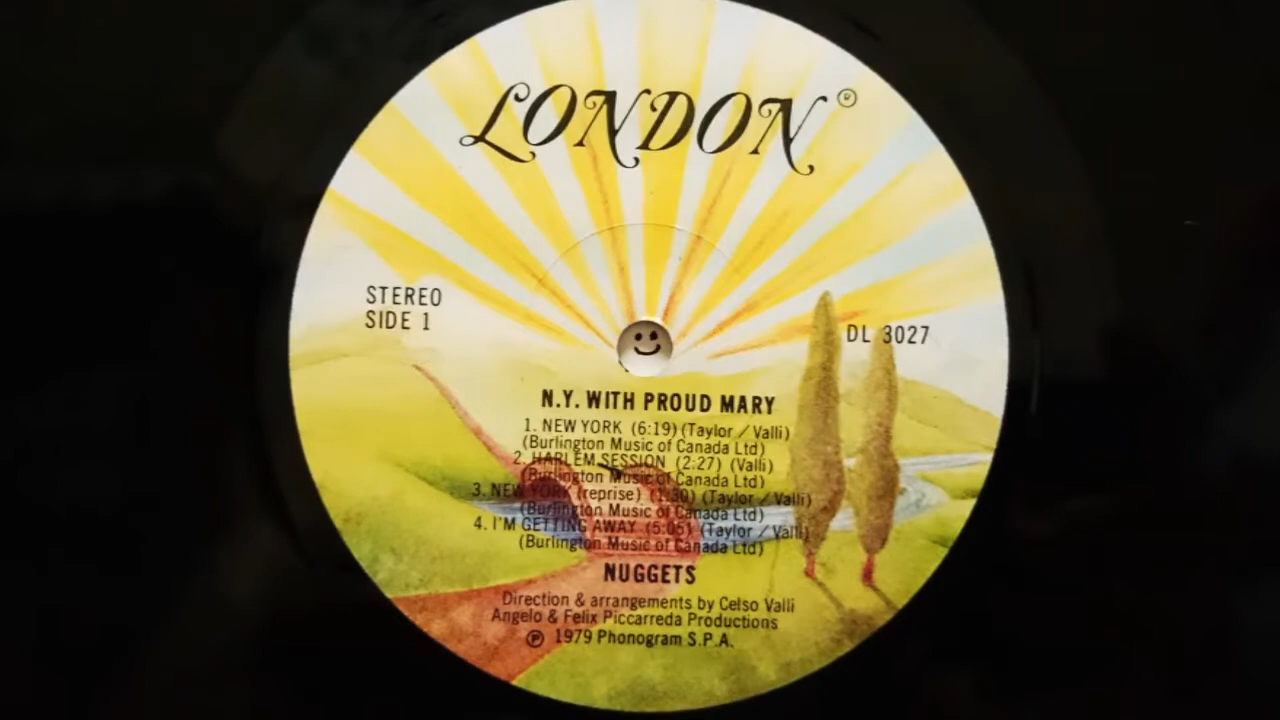 LONDON ®
STEREO
SIDE 1
DL 3027
N.Y. WITH PROUD MARY
1. NEW YORK (6:19) (Taylor / Valli)
(Burlington Music of Canada Ltd)
2. HARLEM SESSION (2:27) (Valli)
(Burlington Music of Canada Ltd)
3. NEW YORK (reprise) (1:30) (Taylor / Valli)
(Burlington Music of Canada Ltd)
4. I'M GETTING AWAY (5:05) (Taylor / Valli)
(Burlington Music of Canada Ltd)
NUGGETS
Direction & arrangements by Celso Valli
Angelo & Felix Piccarreda Productions
℗ 1979 Phonogram S.P.A.